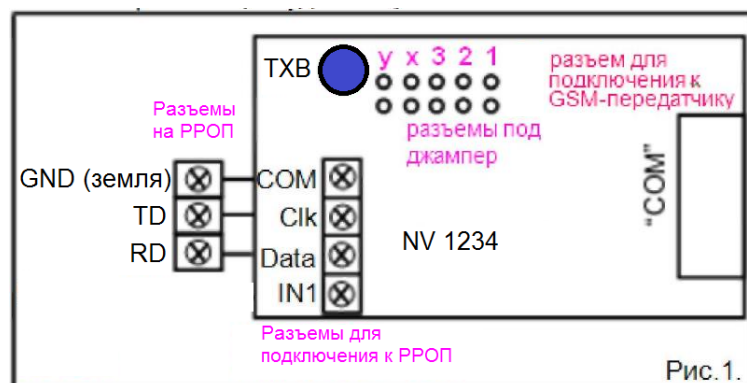 TXB
y x 3 2 1
разъем для
подключения к
GSM-передатчику
Разъемы
на РРОП
разъемы под
джампер
"COM"
GND (земля)
COM
TD
Clk
NV 1234
RD
Data
IN1
Разъемы для
подключения к РРОП
Рис.1.